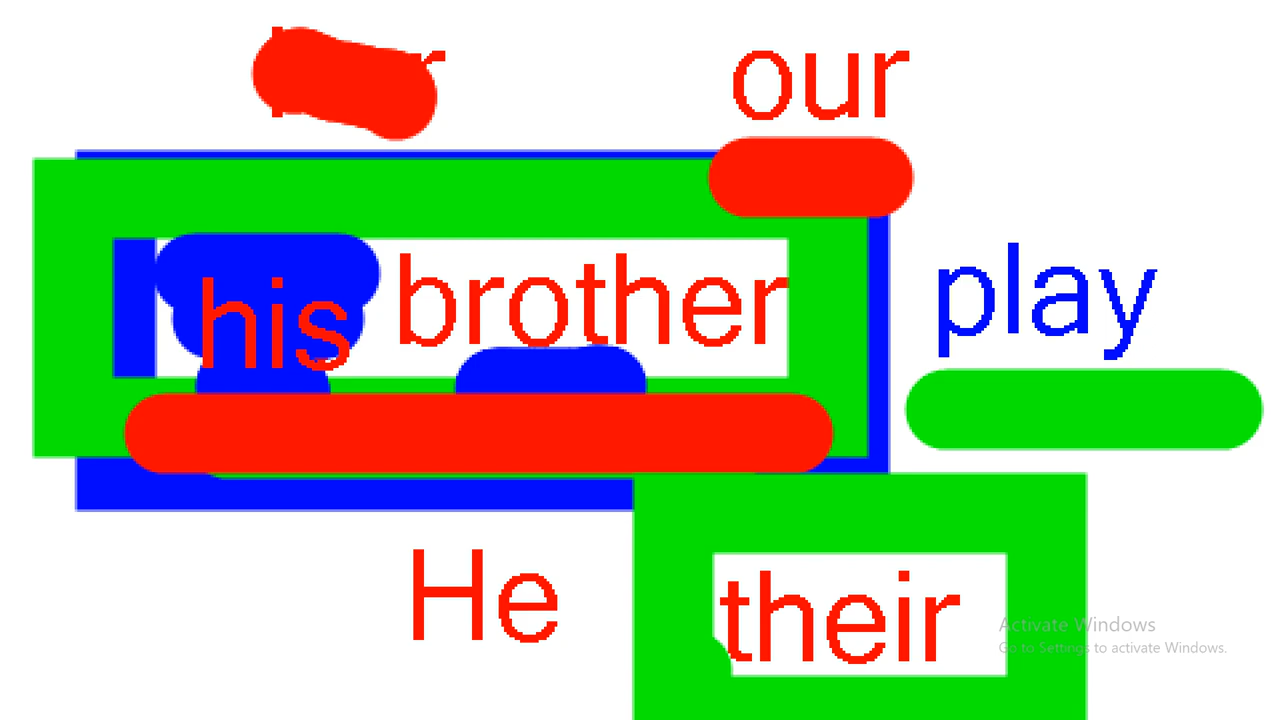 our
his brother play
He their
Activate Windows
Go to Settings to activate Windows.